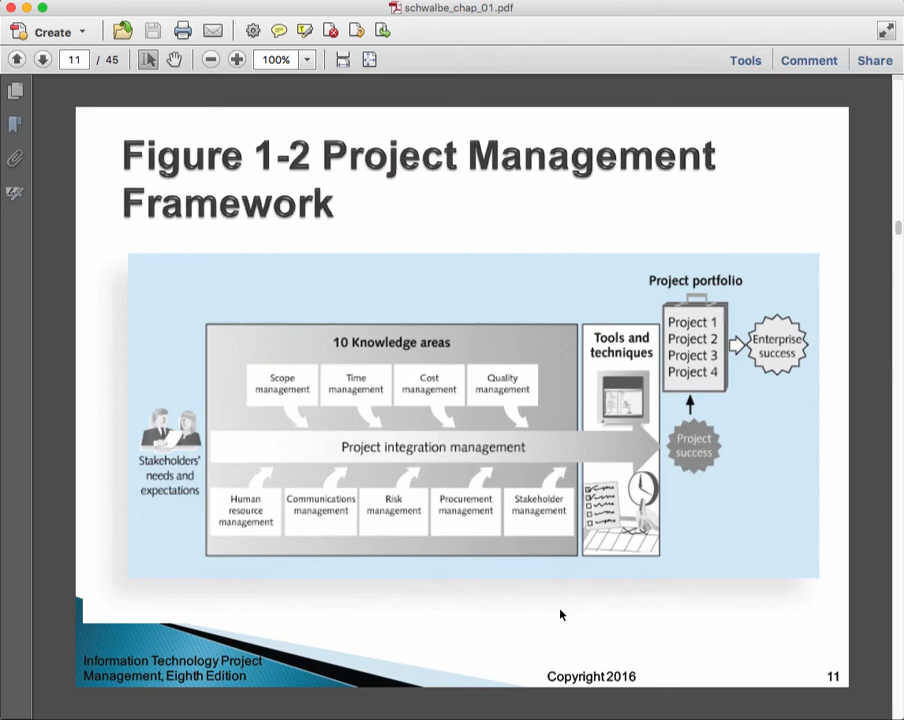 schwalbe_chap_01.pdf
Create
11 / 45
100%
Tools
Comment
Share
Figure 1-2 Project Management
Framework
Project portfolio
Project 1
Project 2
Project 3
Project 4
Enterprise
success
10 Knowledge areas
Tools and
techniques
Scope
management
Time
management
Cost
management
Quality
management
Stakeholders'
needs and
expectations
Project integration management
Project
success
Human
resource
management
Communications
management
Risk
management
Procurement
management
Stakeholder
management
Information Technology Project
Management, Eighth Edition
Copyright 2016
11